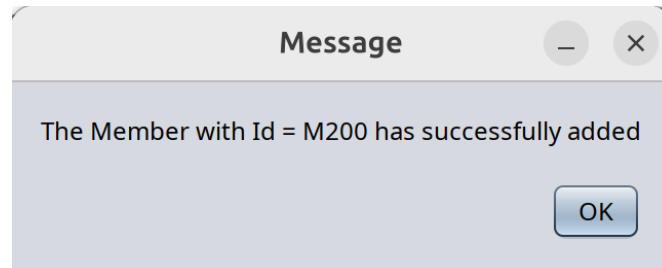 Message
The Member with Id = M200 has successfully added
OK